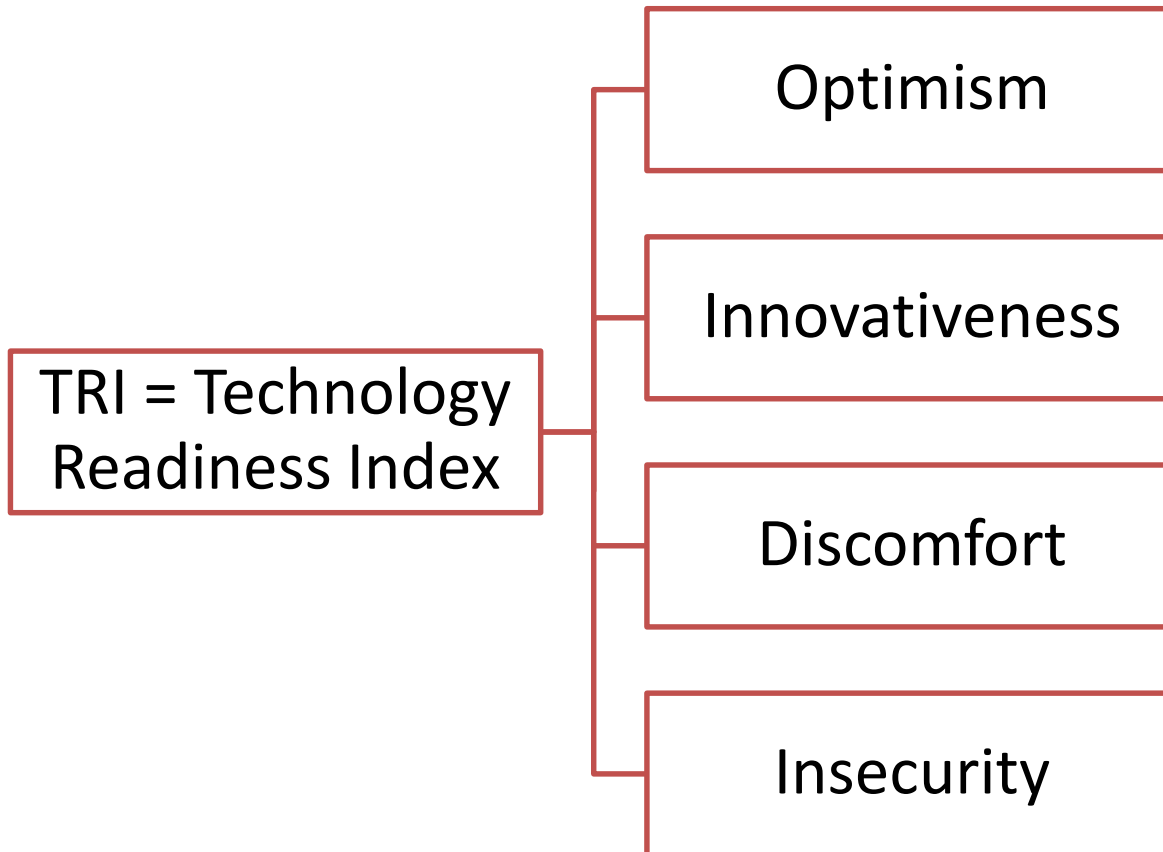 Optimism
Innovativeness
TRI = Technology
Readiness Index
Discomfort
Insecurity